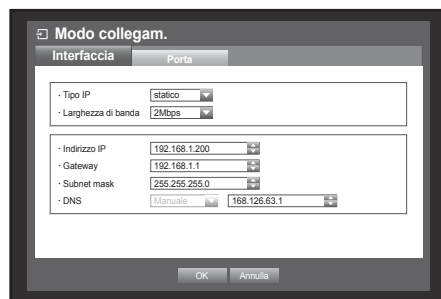 Modo collegam.
Interfaccia Porta
· Tipo IP statico
· Larghezza di banda 2Mbps
· Indirizzo IP 192.168.1.200
· Gateway 192.168.1.1
· Subnet mask 255.255.255.0
· DNS Manuale 168.126.63.1
OK Annulla